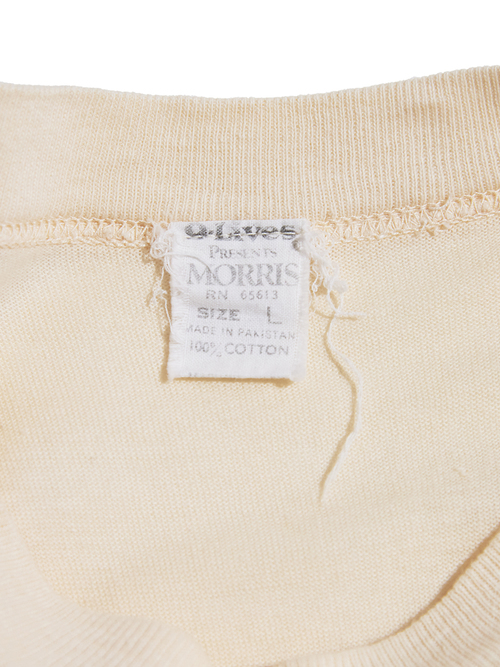 9-Lives
PRESENTS
MORRIS
RN 65613
SIZE L
MADE IN PAKISTAN
100% COTTON